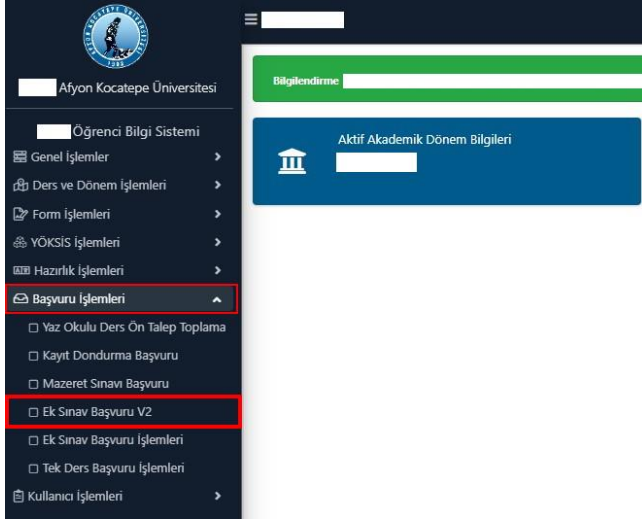 Afyon Kocatepe Üniversitesi
Öğrenci Bilgi Sistemi
Genel İşlemler
Ders ve Dönem İşlemleri
Form İşlemleri
YÖKSİS İşlemleri
Hazırlık İşlemleri
Başvuru İşlemleri
Yaz Okulu Ders Ön Talep Toplama
Kayıt Dondurma Başvuru
Mazeret Sınavı Başvuru
Ek Sınav Başvuru V2
Ek Sınav Başvuru İşlemleri
Tek Ders Başvuru İşlemleri
Kullanıcı İşlemleri
Bilgilendirme
Aktif Akademik Dönem Bilgileri